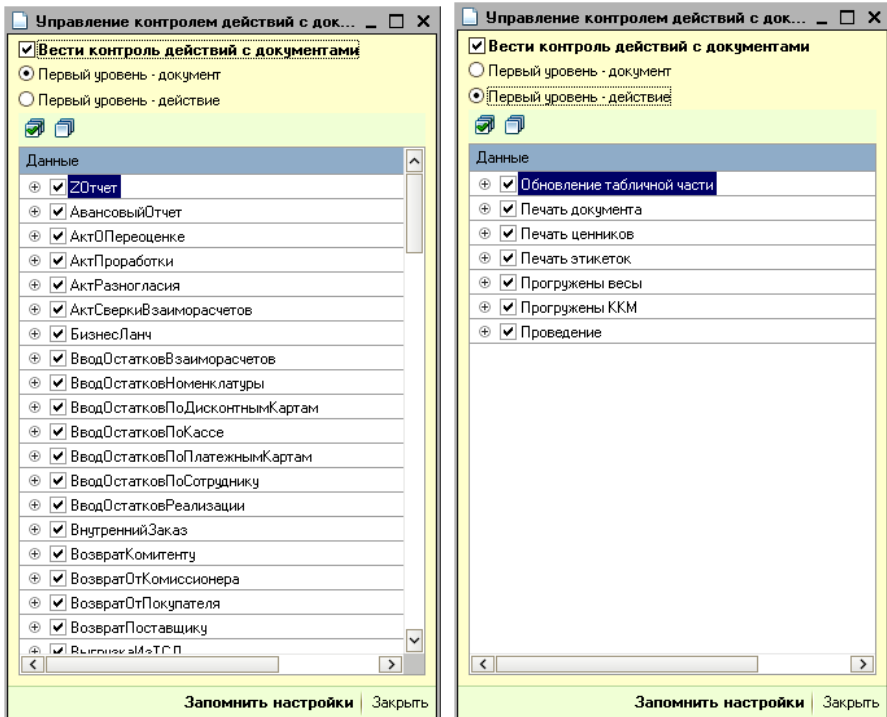 Управление контролем действий с док...
Вести контроль действий с документами
Первый уровень - документ
Первый уровень - действие
Данные
ZОтчет
АвансовыйОтчет
АктОПереоценке
АктПроработки
АктРазногласия
АктСверкиВзаиморасчетов
БизнесЛанч
ВводОстатковВзаиморасчетов
ВводОстатковНоменклатуры
ВводОстатковПоДисконтнымКартам
ВводОстатковПоКассе
ВводОстатковПоПлатежнымКартам
ВводОстатковПоСотруднику
ВводОстатковРеализации
ВнутреннийЗаказ
ВозвратКомитенту
ВозвратОтКомиссионера
ВозвратОтПокупателя
ВозвратПоставщику
ВыгрузкаИзТСД
Запомнить настройки Закрыть
Управление контролем действий с док...
Вести контроль действий с документами
Первый уровень - документ
Первый уровень - действие
Данные
Обновление табличной части
Печать документа
Печать ценников
Печать этикеток
Прогружены весы
Прогружены ККМ
Проведение
Запомнить настройки Закрыть